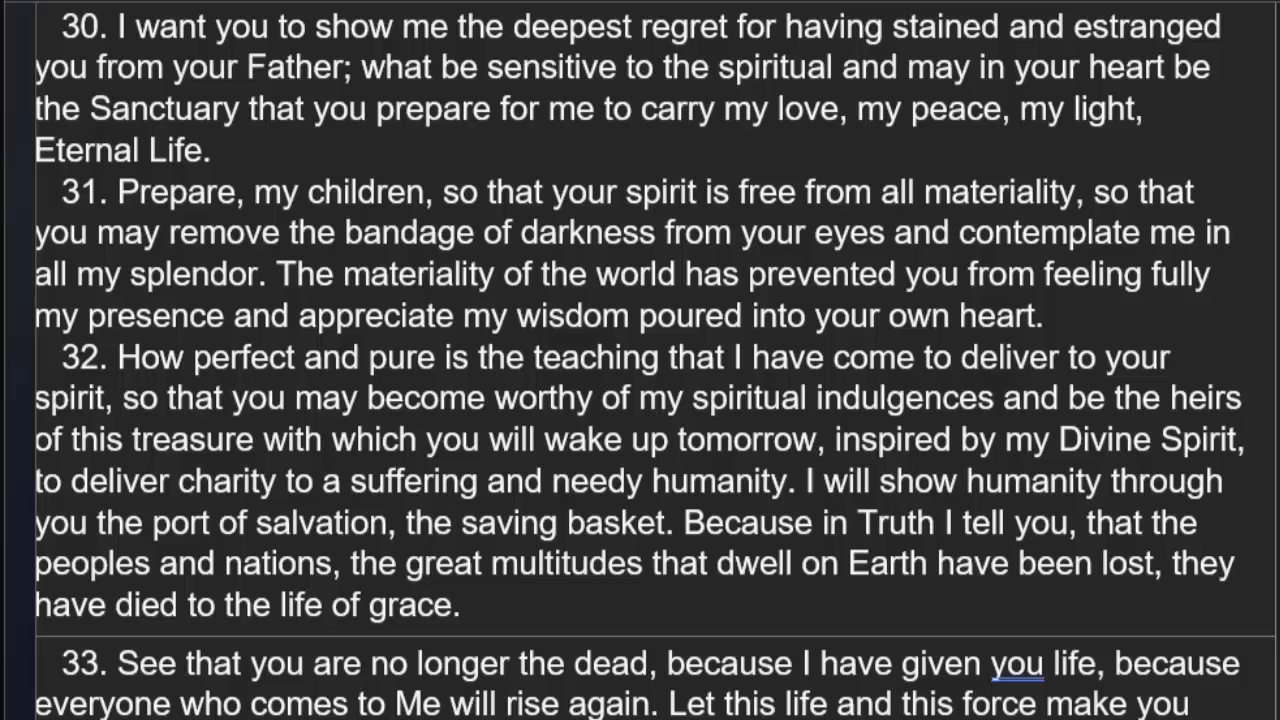 30. I want you to show me the deepest regret for having stained and estranged
you from your Father; what be sensitive to the spiritual and may in your heart be
the Sanctuary that you prepare for me to carry my love, my peace, my light,
Eternal Life.
31. Prepare, my children, so that your spirit is free from all materiality, so that
you may remove the bandage of darkness from your eyes and contemplate me in
all my splendor. The materiality of the world has prevented you from feeling fully
my presence and appreciate my wisdom poured into your own heart.
32. How perfect and pure is the teaching that I have come to deliver to your
spirit, so that you may become worthy of my spiritual indulgences and be the heirs
of this treasure with which you will wake up tomorrow, inspired by my Divine Spirit,
to deliver charity to a suffering and needy humanity. I will show humanity through
you the port of salvation, the saving basket. Because in Truth I tell you, that the
peoples and nations, the great multitudes that dwell on Earth have been lost, they
have died to the life of grace.
33. See that you are no longer the dead, because I have given you life, because
everyone who comes to Me will rise again. Let this life and this force make you